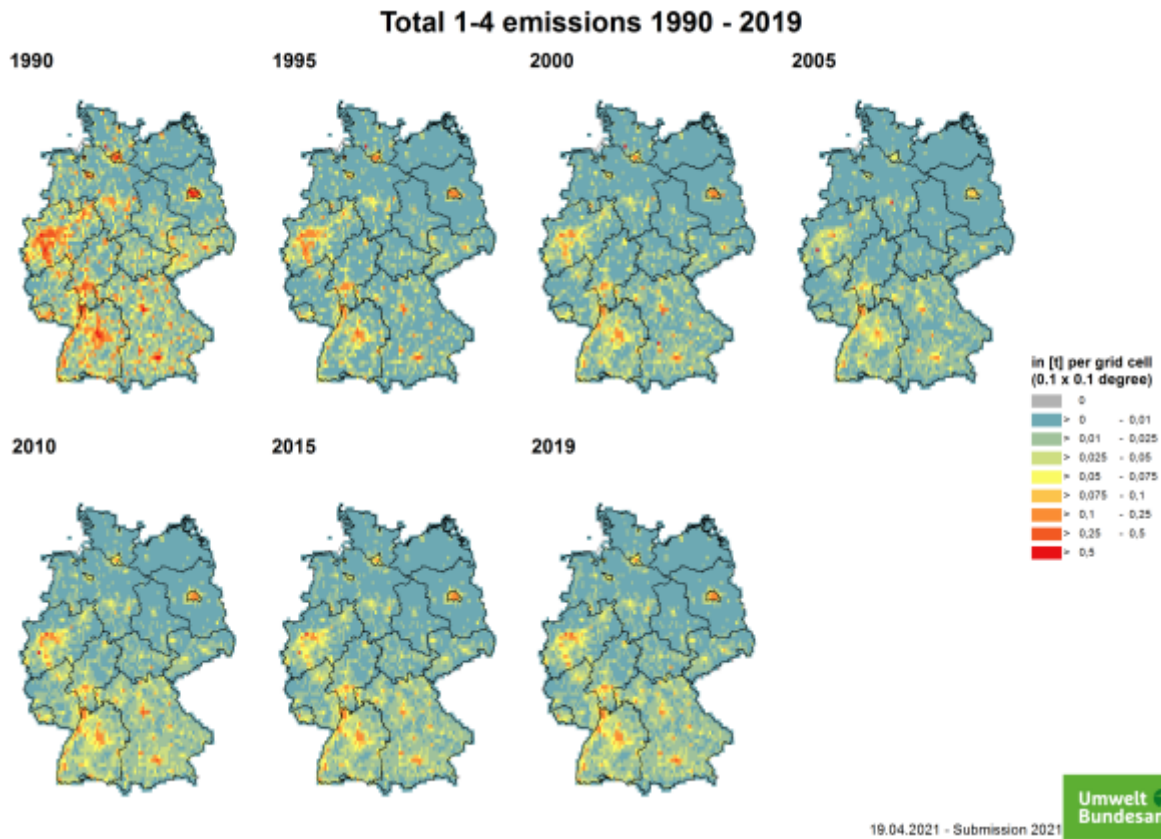 Total 1-4 emissions 1990 - 2019
1990
1995
2000
2005
2010
2015
2019
in [t] per grid cell
(0.1 x 0.1 degree)
0
> 0 - 0,01
> 0,01 - 0,025
> 0,025 - 0,05
> 0,05 - 0,075
> 0,075 - 0,1
> 0,1 - 0,25
> 0,25 - 0,5
> 0,5
19.04.2021 - Submission 2021
Umwelt
Bundesam